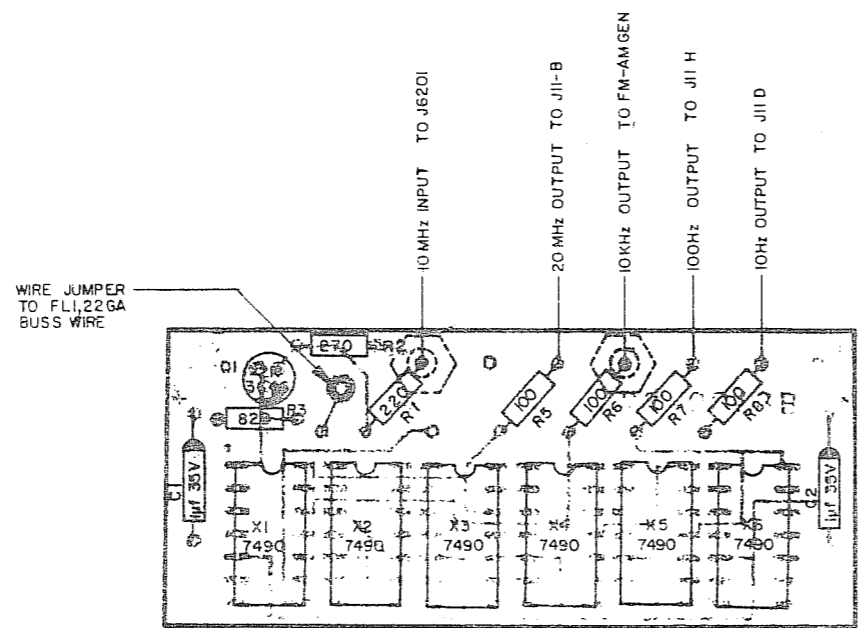 10MHz INPUT TO J6201
20MHz OUTPUT TO J11-B
10KHz OUTPUT TO FM-AM GEN
100Hz OUTPUT TO J11 H
10Hz OUTPUT TO J11 D
WIRE JUMPER
TO FL1,22GA
BUSS WIRE
Q1
270
R2
3
82
R3
220
R1
100
R5
100
R6
100
R7
100
R8
C1
1µf 35V
1µf 35V
C2
X1
7490
X2
7490
X3
7490
X4
7490
X5
7490
X6
7490